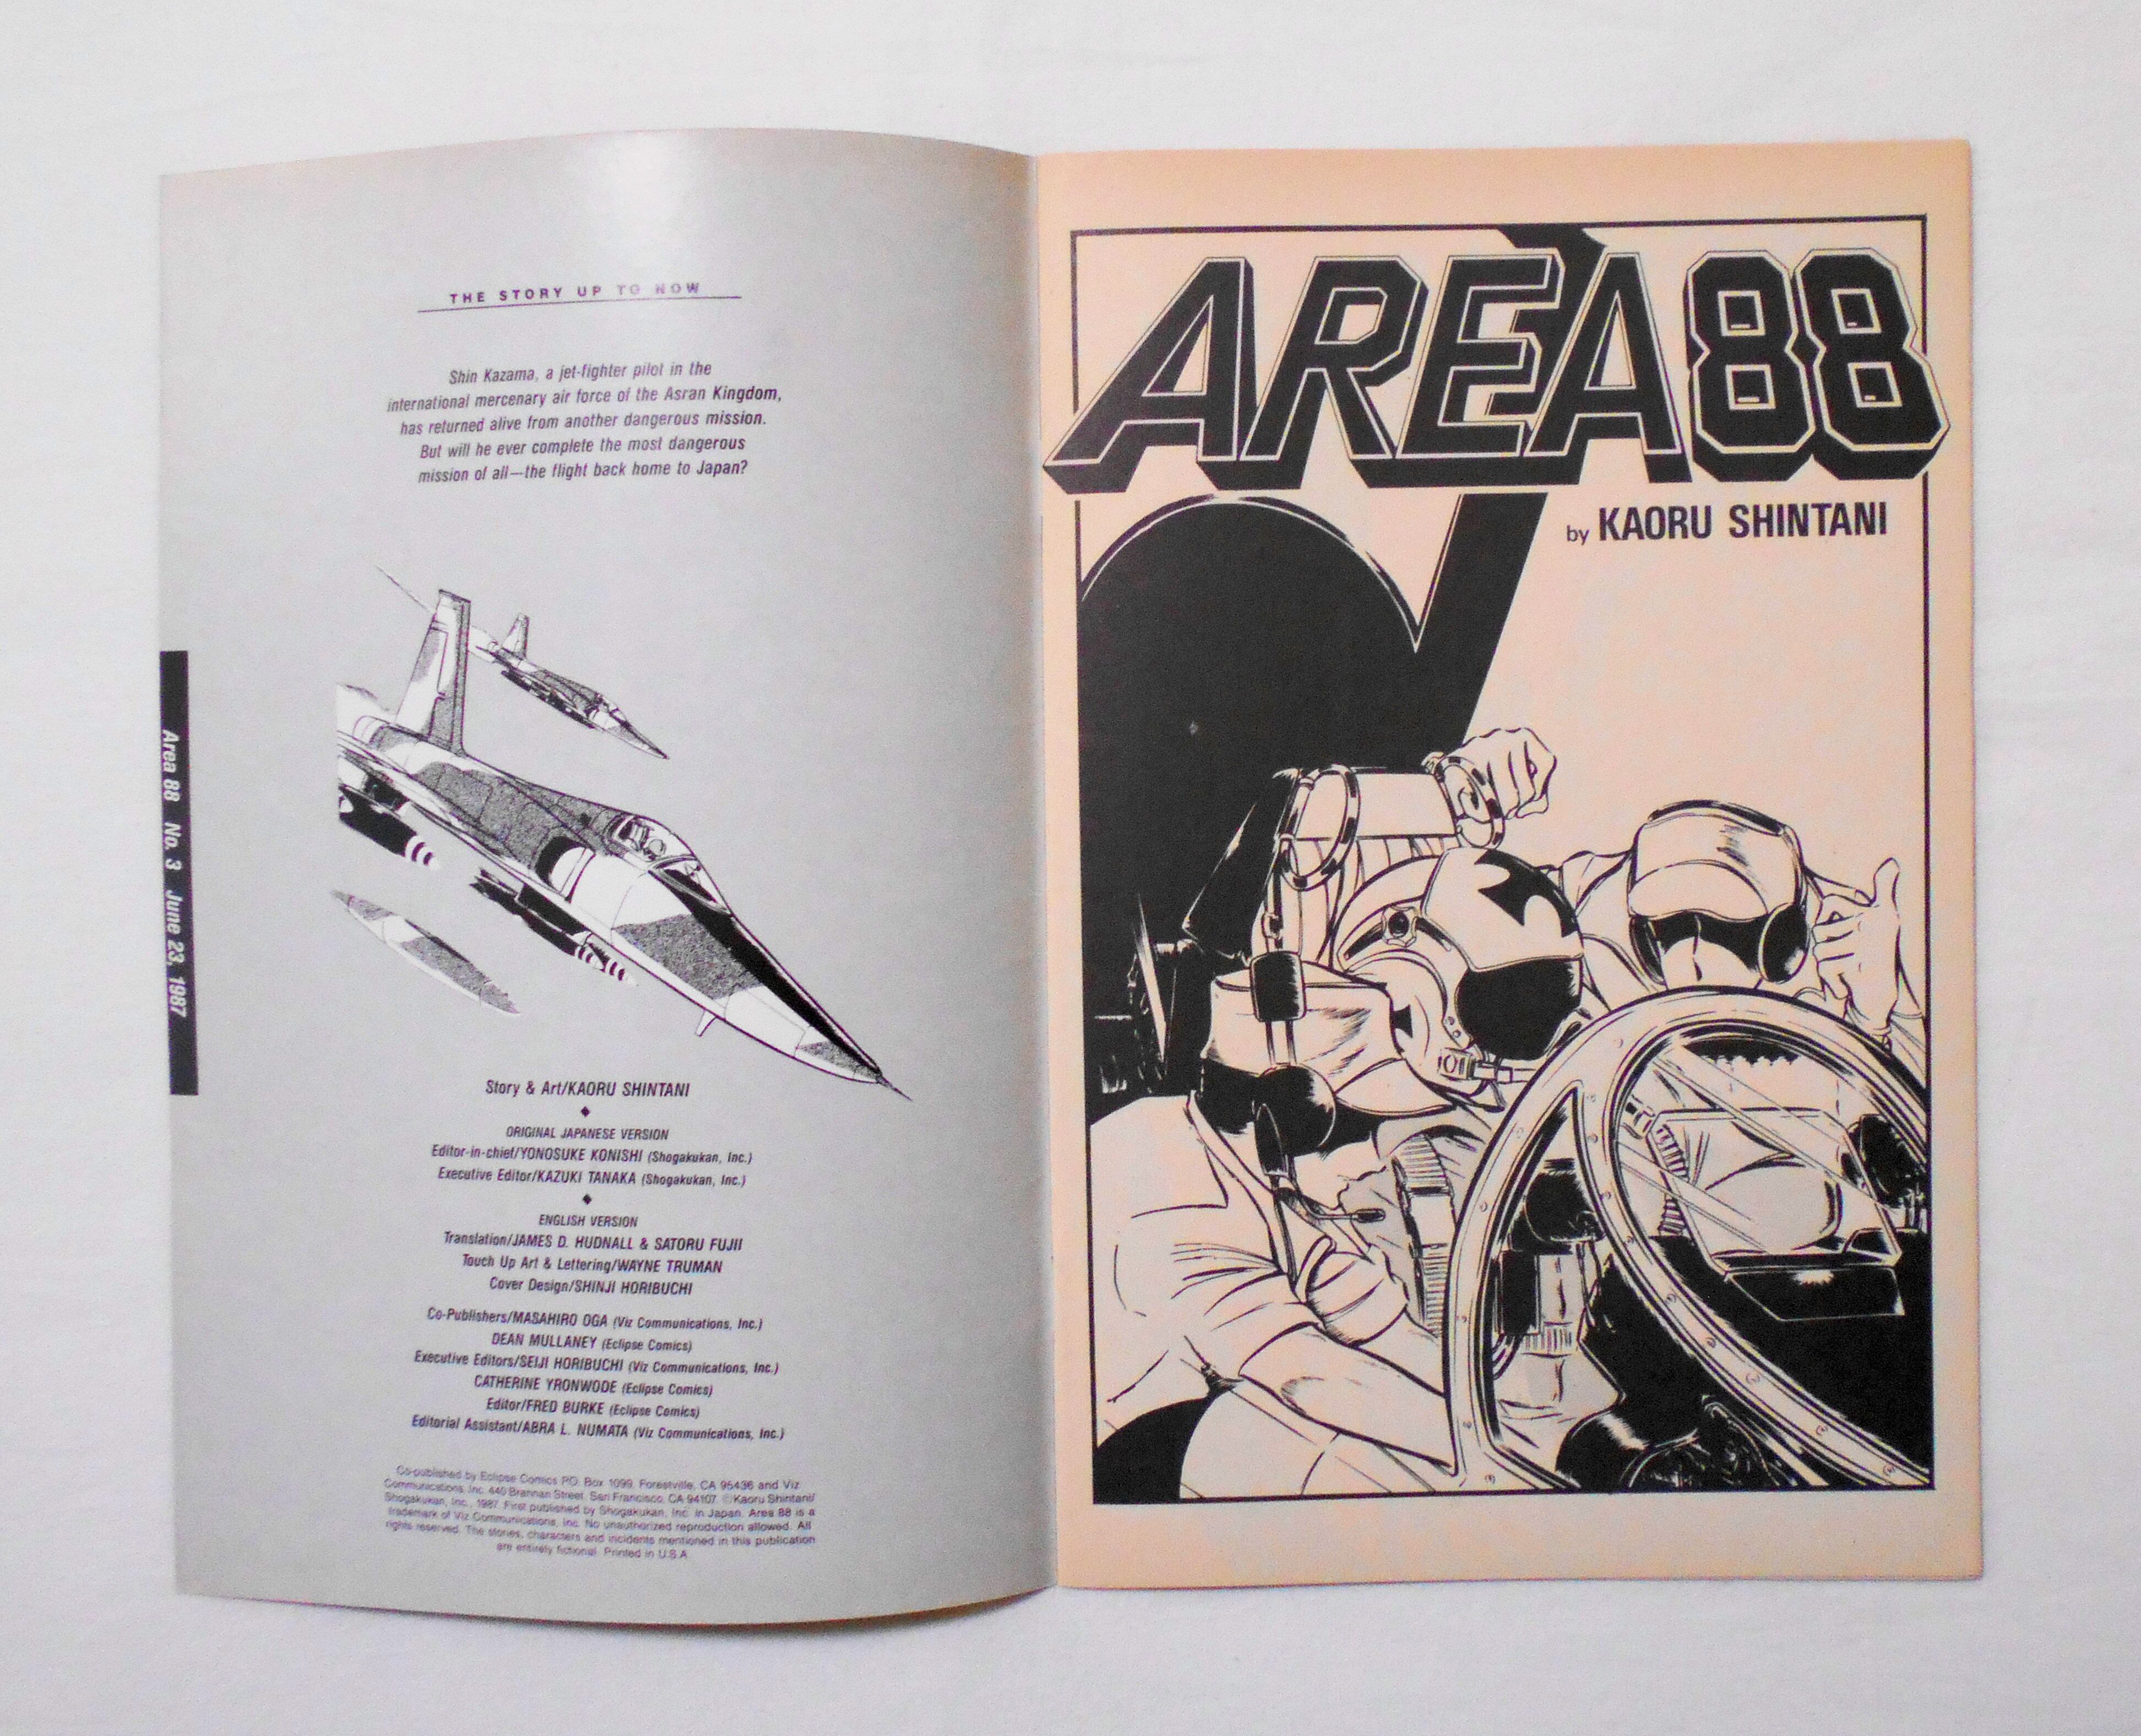 THE STORY UP TO NOW
Shin Kazama, a jet-fighter pilot in the
international mercenary air force of the Asran Kingdom,
has returned alive from another dangerous mission.
But will he ever complete the most dangerous
mission of all—the flight back home to Japan?
Area 88 No. 3 June 23, 1987
Story & Art/KAORU SHINTANI
ORIGINAL JAPANESE VERSION
Editor-in-chief/YONOSUKE KONISHI (Shogakukan, Inc.)
Executive Editor/KAZUKI TANAKA (Shogakukan, Inc.)
ENGLISH VERSION
Translation/JAMES D. HUDNALL & SATORU FUJII
Touch Up Art & Lettering/WAYNE TRUMAN
Cover Design/SHINJI HORIBUCHI
Co-Publishers/MASAHIRO OGA (Viz Communications, Inc.)
DEAN MULLANEY (Eclipse Comics)
Executive Editors/SEIJI HORIBUCHI (Viz Communications, Inc.)
CATHERINE YRONWODE (Eclipse Comics)
Editor/FRED BURKE (Eclipse Comics)
Editorial Assistant/ABRA L. NUMATA (Viz Communications, Inc.)
Co-published by Eclipse Comics P.O. Box 1099, Forestville, CA 95436 and Viz
Communications, Inc. 440 Brannan Street, San Francisco, CA 94107. ©Kaoru Shintani/
Shogakukan, Inc., 1987. First published by Shogakukan, Inc. in Japan. Area 88 is a
trademark of Viz Communications, Inc. No unauthorized reproduction allowed. All
rights reserved. The stories, characters and incidents mentioned in this publication
are entirely fictional. Printed in U.S.A.
AREA 88
by KAORU SHINTANI